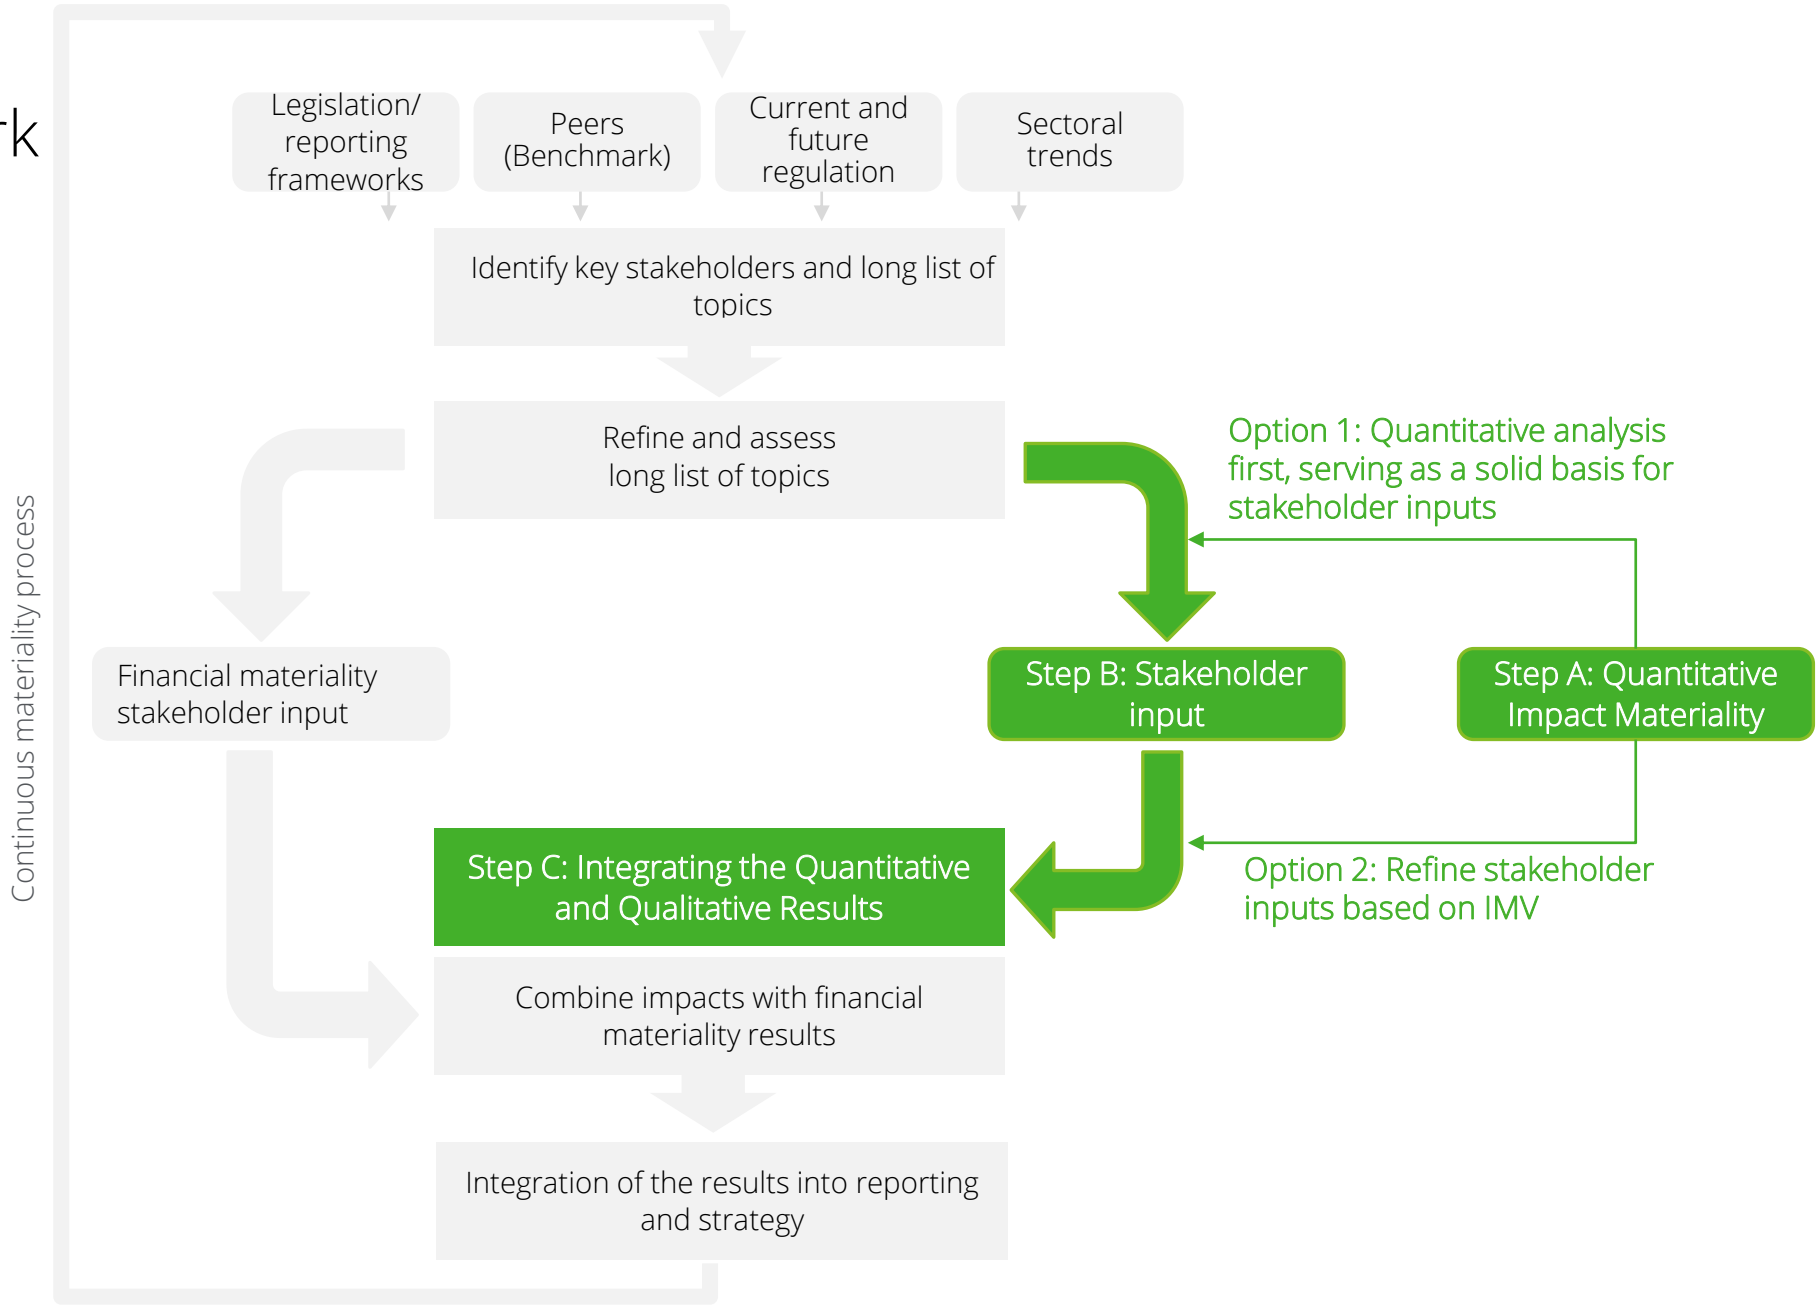 Legislation/
reporting
frameworks
Peers
(Benchmark)
Current and
future
regulation
Sectoral
trends
Identify key stakeholders and long list of
topics
Refine and assess
long list of topics
Option 1: Quantitative analysis
first, serving as a solid basis for
stakeholder inputs
Continuous materiality process
Financial materiality
stakeholder input
Step B: Stakeholder
input
Step A: Quantitative
Impact Materiality
Step C: Integrating the Quantitative
and Qualitative Results
Option 2: Refine stakeholder
inputs based on IMV
Combine impacts with financial
materiality results
Integration of the results into reporting
and strategy